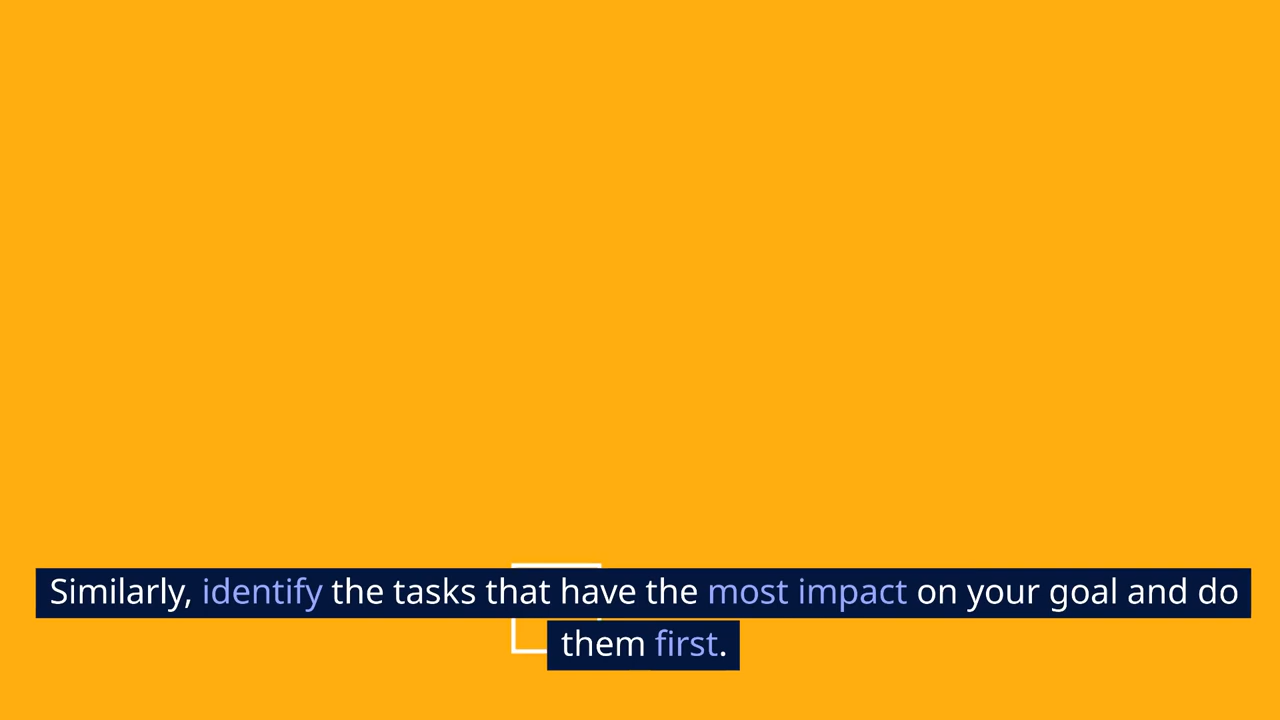 Similarly, identify the tasks that have the most impact on your goal and do
them first.